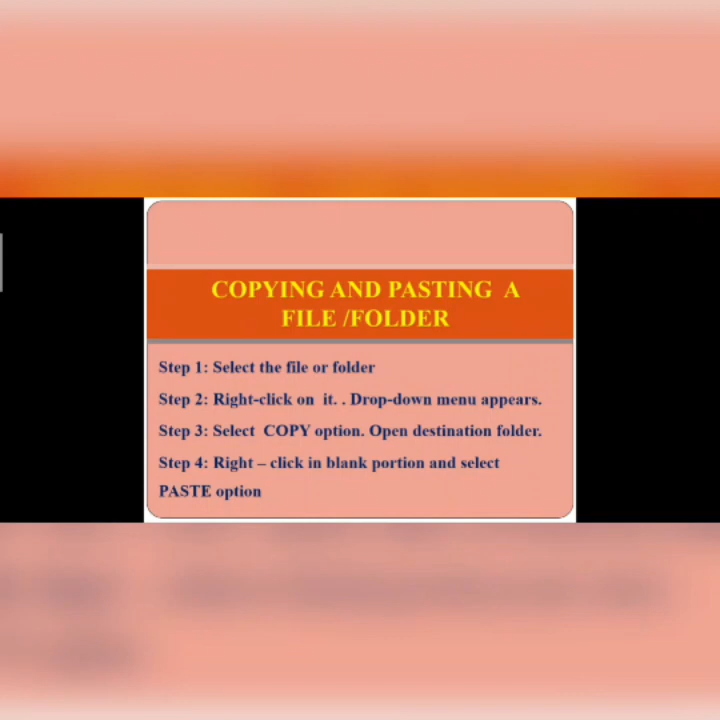 COPYING AND PASTING A
FILE /FOLDER
Step 1: Select the file or folder
Step 2: Right-click on it. . Drop-down menu appears.
Step 3: Select COPY option. Open destination folder.
Step 4: Right – click in blank portion and select
PASTE option